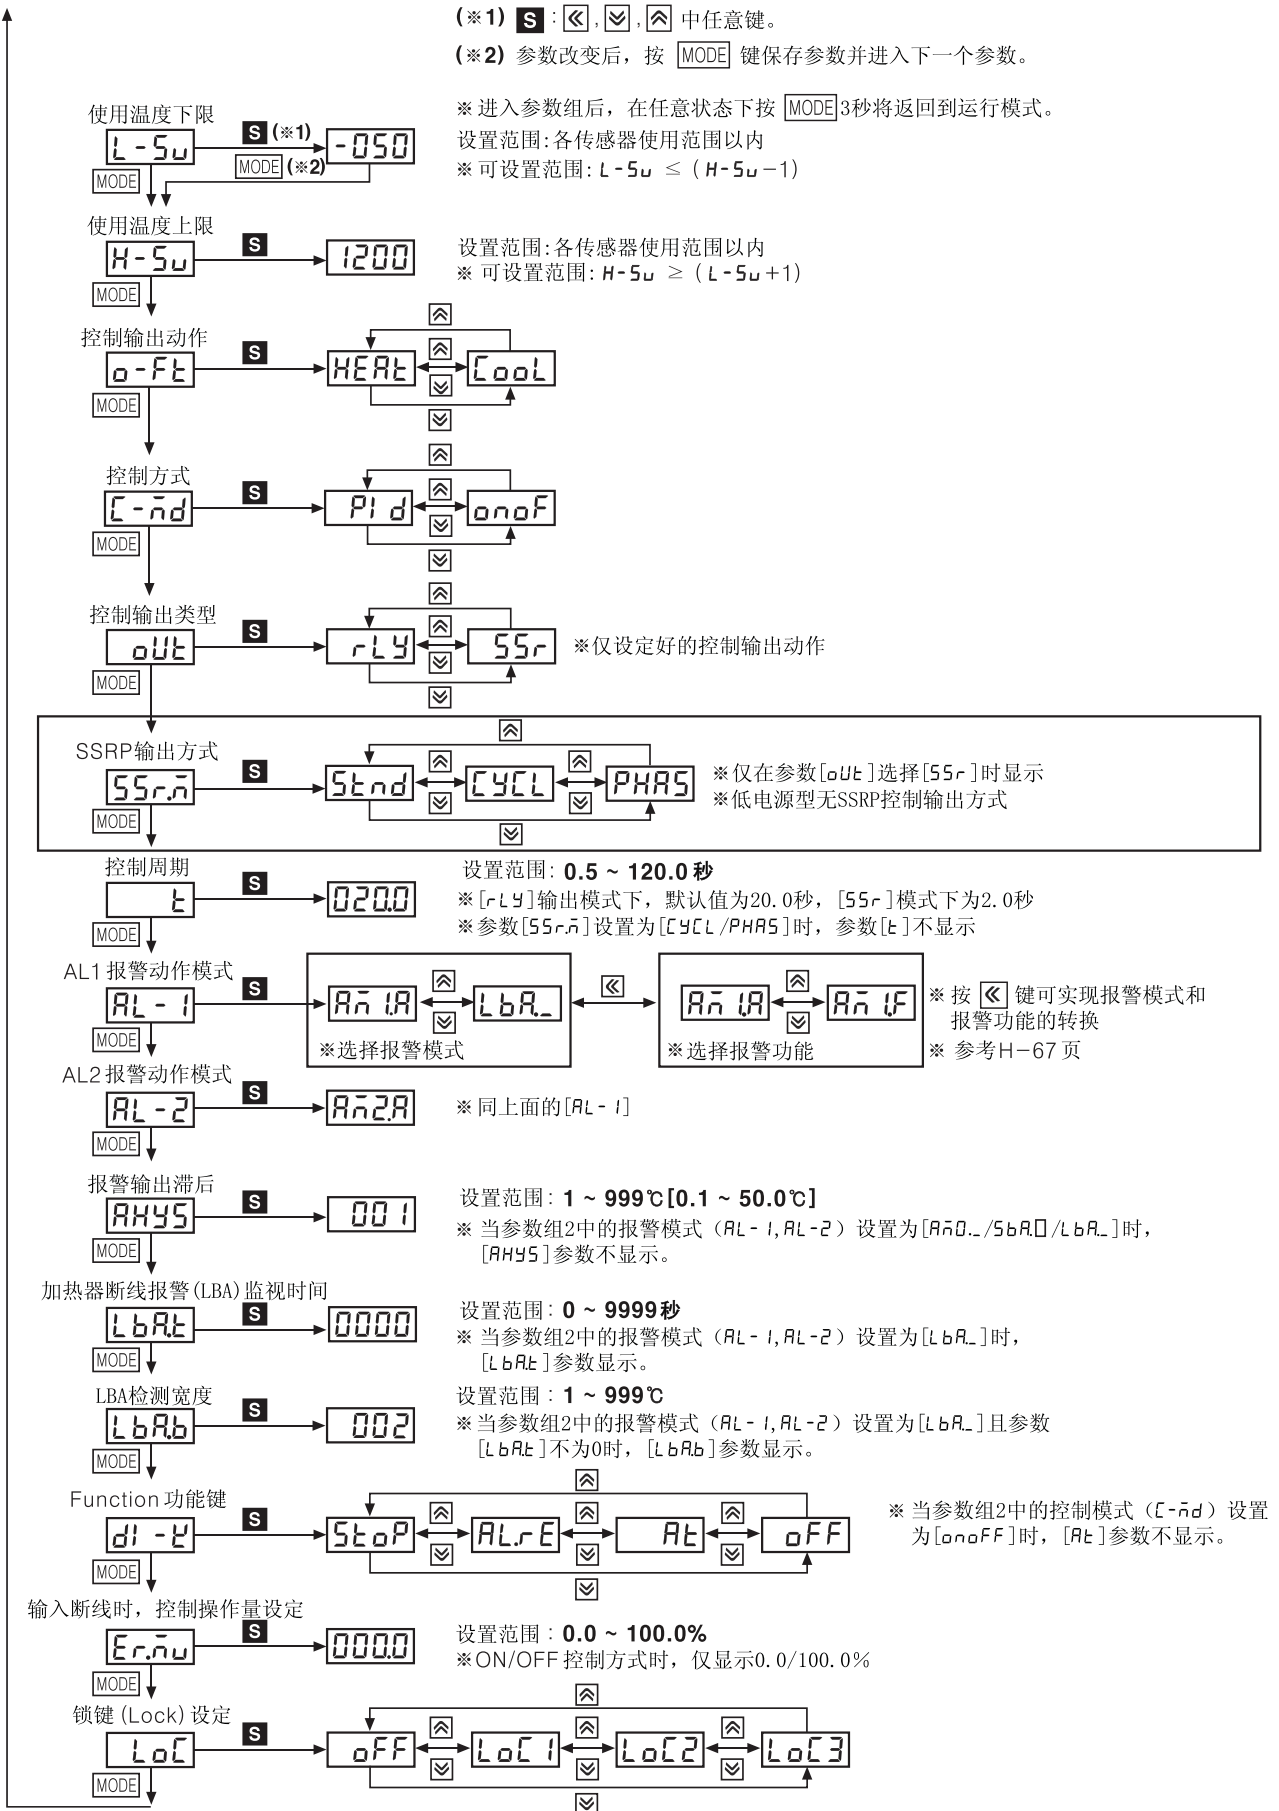 (※1) S : « , ︾ , ︽ 中任意键。
(※2) 参数改变后，按 MODE 键保存参数并进入下一个参数。
※进入参数组后，在任意状态下按 MODE 3秒将返回到运行模式。
使用温度下限
L-Su S (※1) -050
MODE MODE (※2)
设置范围:各传感器使用范围以内
※可设置范围: L-Su ≤ (H-Su-1)
使用温度上限
H-Su S 1200
MODE
设置范围:各传感器使用范围以内
※ 可设置范围: H-Su ≥ (L-Su+1)
控制输出动作
o-Ft S HEAt CooL
MODE
控制方式
C-md S PId onoF
MODE
控制输出类型
oUt S rLY SSr ※仅设定好的控制输出动作
MODE
SSRP输出方式
SSr.m S Stnd CYCL PHAS
MODE
※仅在参数[oUt]选择[SSr]时显示
※低电源型无SSRP控制输出方式
控制周期
t S 020.0
MODE
设置范围: 0.5 ~ 120.0 秒
※[rLY]输出模式下，默认值为20.0秒，[SSr]模式下为2.0秒
※参数[SSr.m]设置为[CYCL/PHAS]时，参数[t]不显示
AL1 报警动作模式
AL-1 S Am1.A LbA._ « Am1.A Am1.F
MODE ※选择报警模式 ※选择报警功能
※ 按 « 键可实现报警模式和
报警功能的转换
※ 参考H-67 页
AL2 报警动作模式
AL-2 S Am2.A ※ 同上面的[AL-1]
MODE
报警输出滞后
AHYS S 001
MODE
设置范围: 1 ~ 999℃[0.1 ~ 50.0℃]
※ 当参数组2中的报警模式（AL-1,AL-2）设置为[Am0._/SbA.□/LbA._]时，
[AHYS]参数不显示。
加热器断线报警(LBA)监视时间
LbA.t S 0000
MODE
设置范围: 0 ~ 9999秒
※ 当参数组2中的报警模式（AL-1,AL-2）设置为[LbA._]时，
[LbA.t]参数显示。
LBA检测宽度
LbA.b S 002
MODE
设置范围 : 1 ~ 999℃
※当参数组2中的报警模式（AL-1,AL-2）设置为[LbA._]且参数
[LbA.t]不为0时，[LbA.b]参数显示。
Function 功能键
dI-K S StoP AL.rE At oFF
MODE
※ 当参数组2中的控制模式（C-md）设置
为[onoFF]时，[At]参数不显示。
输入断线时，控制操作量设定
Er.mu S 000.0
MODE
设置范围 : 0.0 ~ 100.0%
※ON/OFF 控制方式时，仅显示0.0/100.0%
锁键 (Lock) 设定
LoC S oFF LoC1 LoC2 LoC3
MODE